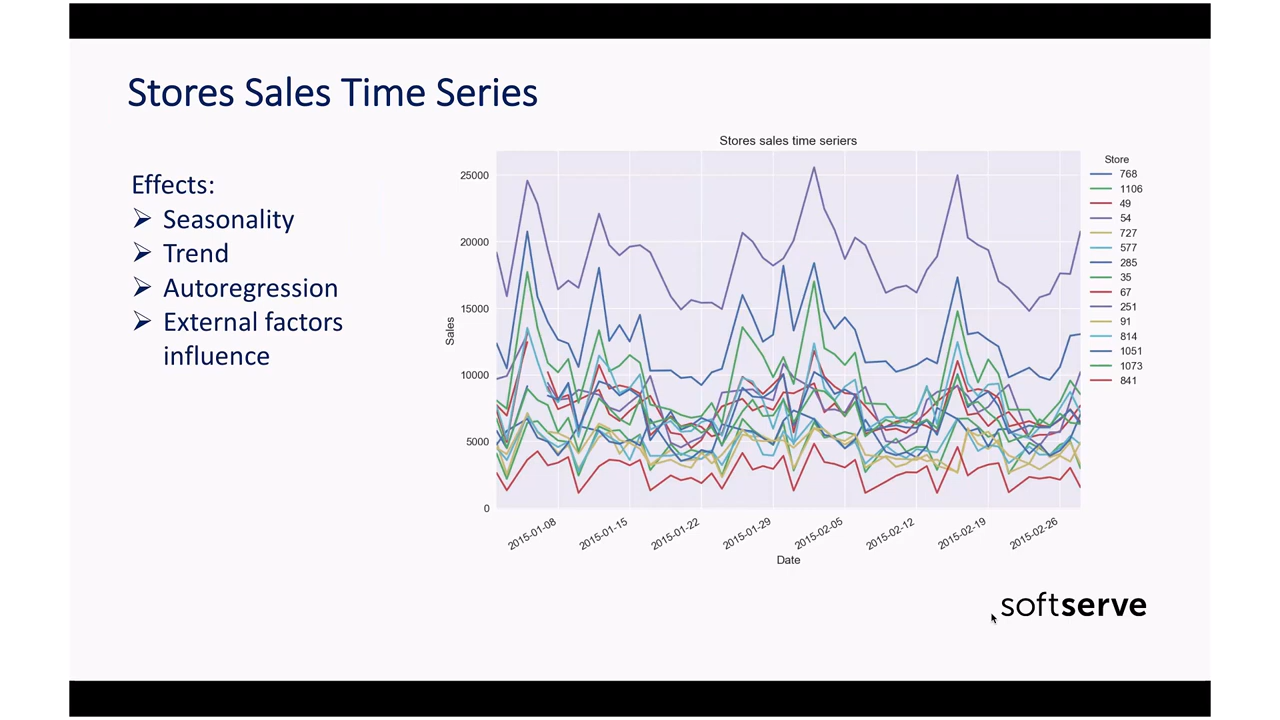 Stores Sales Time Series
Effects:
➢ Seasonality
➢ Trend
➢ Autoregression
➢ External factors
influence
Stores sales time seriers
Sales
25000
20000
15000
10000
5000
0
2015-01-08
2015-01-15
2015-01-22
2015-01-29
2015-02-05
2015-02-12
2015-02-19
2015-02-26
Date
Store
768
1106
49
54
727
577
285
35
67
251
91
814
1051
1073
841
softserve